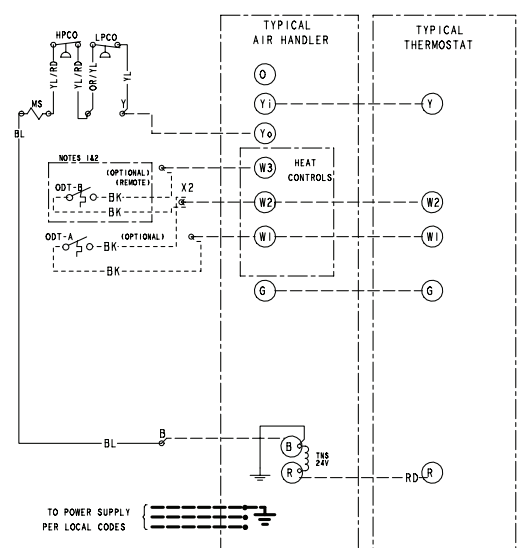 TYPICAL
AIR HANDLER
TYPICAL
THERMOSTAT
HPCO
LPCO
YL/RD
YL/RD
OR/YL
YL
MS
Y
BL
O
Yi
Y
Yo
NOTES 1&2
(OPTIONAL)
(REMOTE)
W3
HEAT
CONTROLS
ODT-B
BK
BK
X2
W2
W2
ODT-A
BK
(OPTIONAL)
W1
W1
BK
G
G
B
BL
B
TNS
24V
R
RD
R
TO POWER SUPPLY
PER LOCAL CODES